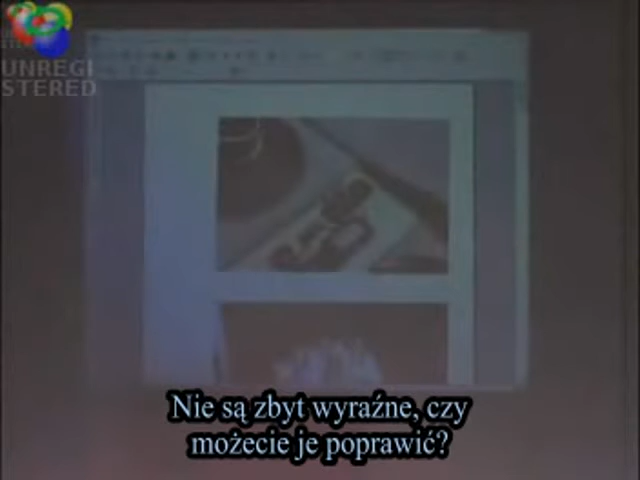 UNREGI
STERED
Nie są zbyt wyraźne, czy
możecie je poprawić?